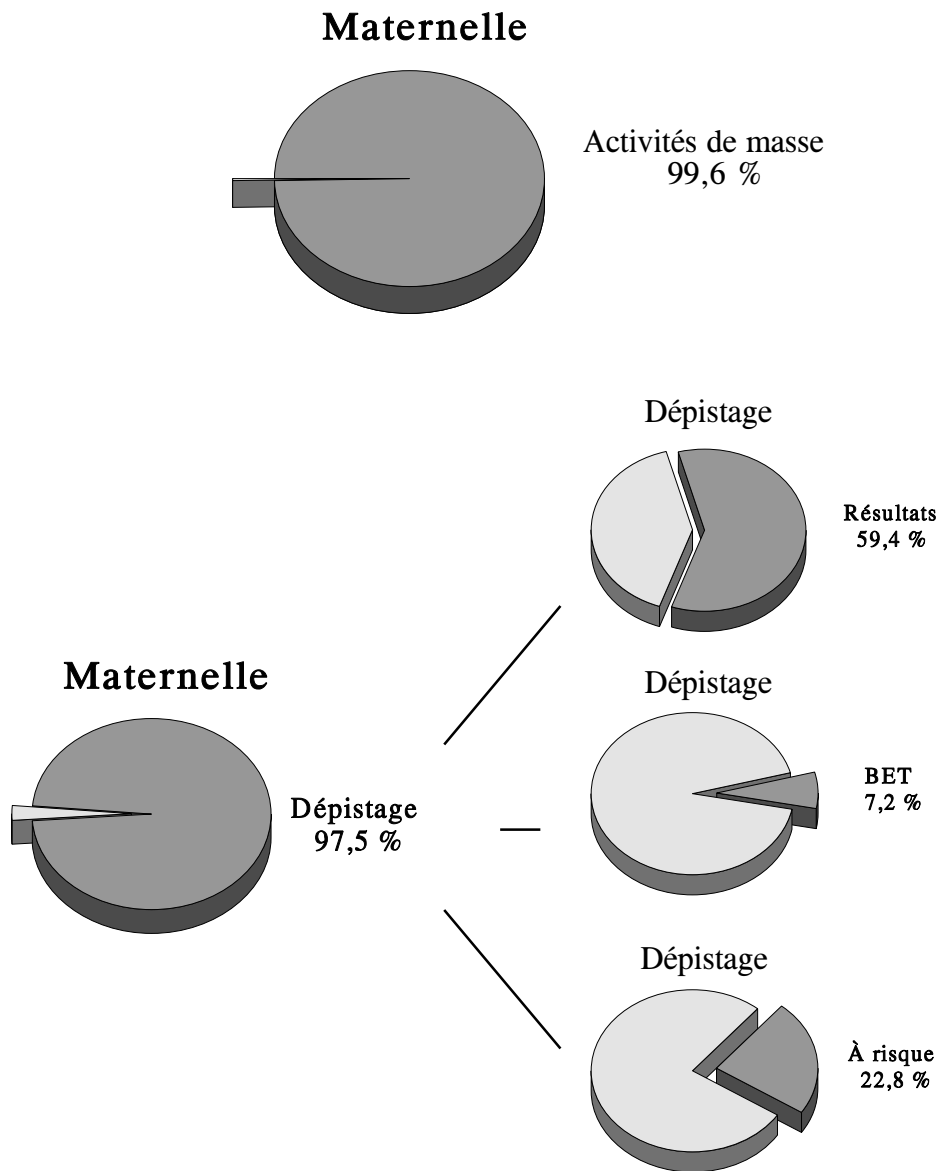 Maternelle
Activités de masse
99,6 %
Dépistage
Résultats
59,4 %
Maternelle
Dépistage
97,5 %
Dépistage
BET
7,2 %
Dépistage
À risque
22,8 %